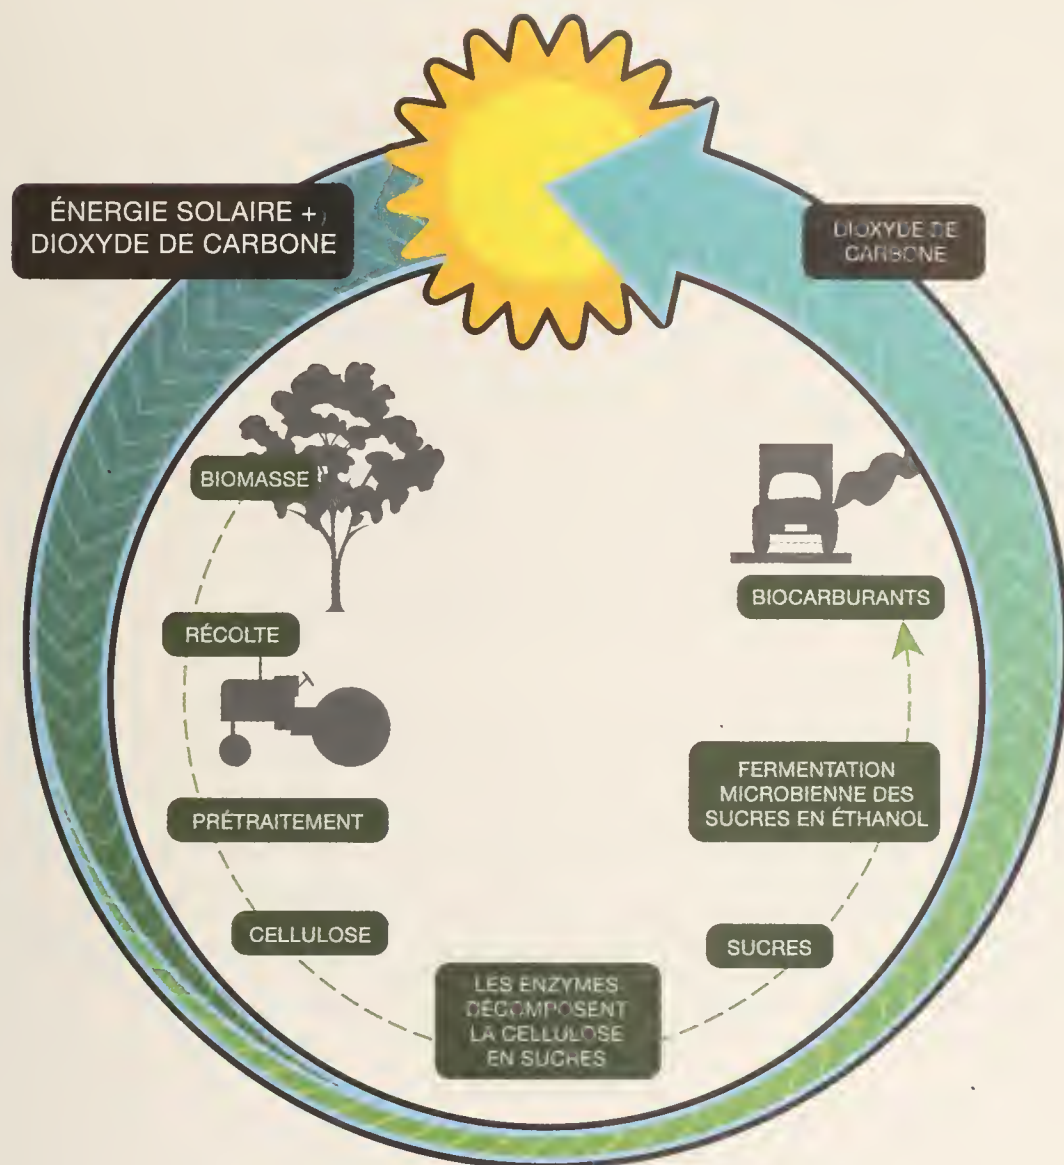 ÉNERGIE SOLAIRE +
DIOXYDE DE CARBONE
DIOXYDE DE
CARBONE
BIOMASSE
RÉCOLTE
PRÉTRAITEMENT
CELLULOSE
LES ENZYMES
DÉCOMPOSENT
LA CELLULOSE
EN SUCRES
SUCRES
FERMENTATION
MICROBIENNE DES
SUCRES EN ÉTHANOL
BIOCARBURANTS